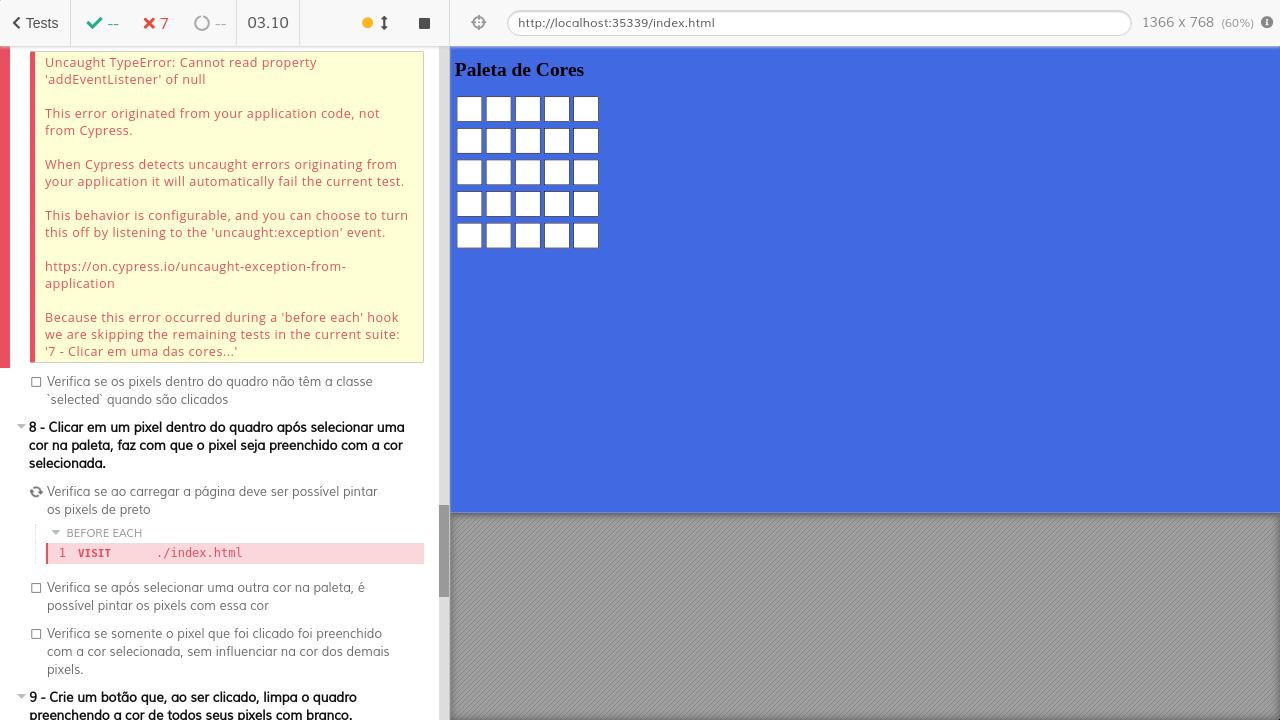 Tests
--
7
--
03.10
http://localhost:35339/index.html
1366 x 768 (60%)
Uncaught TypeError: Cannot read property
'addEventListener' of null
This error originated from your application code, not
from Cypress.
When Cypress detects uncaught errors originating from
your application it will automatically fail the current test.
This behavior is configurable, and you can choose to turn
this off by listening to the 'uncaught:exception' event.
https://on.cypress.io/uncaught-exception-from-
application
Because this error occurred during a 'before each' hook
we are skipping the remaining tests in the current suite:
'7 - Clicar em uma das cores...'
Verifica se os pixels dentro do quadro não têm a classe
`selected` quando são clicados
8 - Clicar em um pixel dentro do quadro após selecionar uma
cor na paleta, faz com que o pixel seja preenchido com a cor
selecionada.
Verifica se ao carregar a página deve ser possível pintar
os pixels de preto
BEFORE EACH
1 VISIT ./index.html
Verifica se após selecionar uma outra cor na paleta, é
possível pintar os pixels com essa cor
Verifica se somente o pixel que foi clicado foi preenchido
com a cor selecionada, sem influenciar na cor dos demais
pixels.
9 - Crie um botão que, ao ser clicado, limpa o quadro
preenchendo a cor de todos seus pixels com branco.
Paleta de Cores